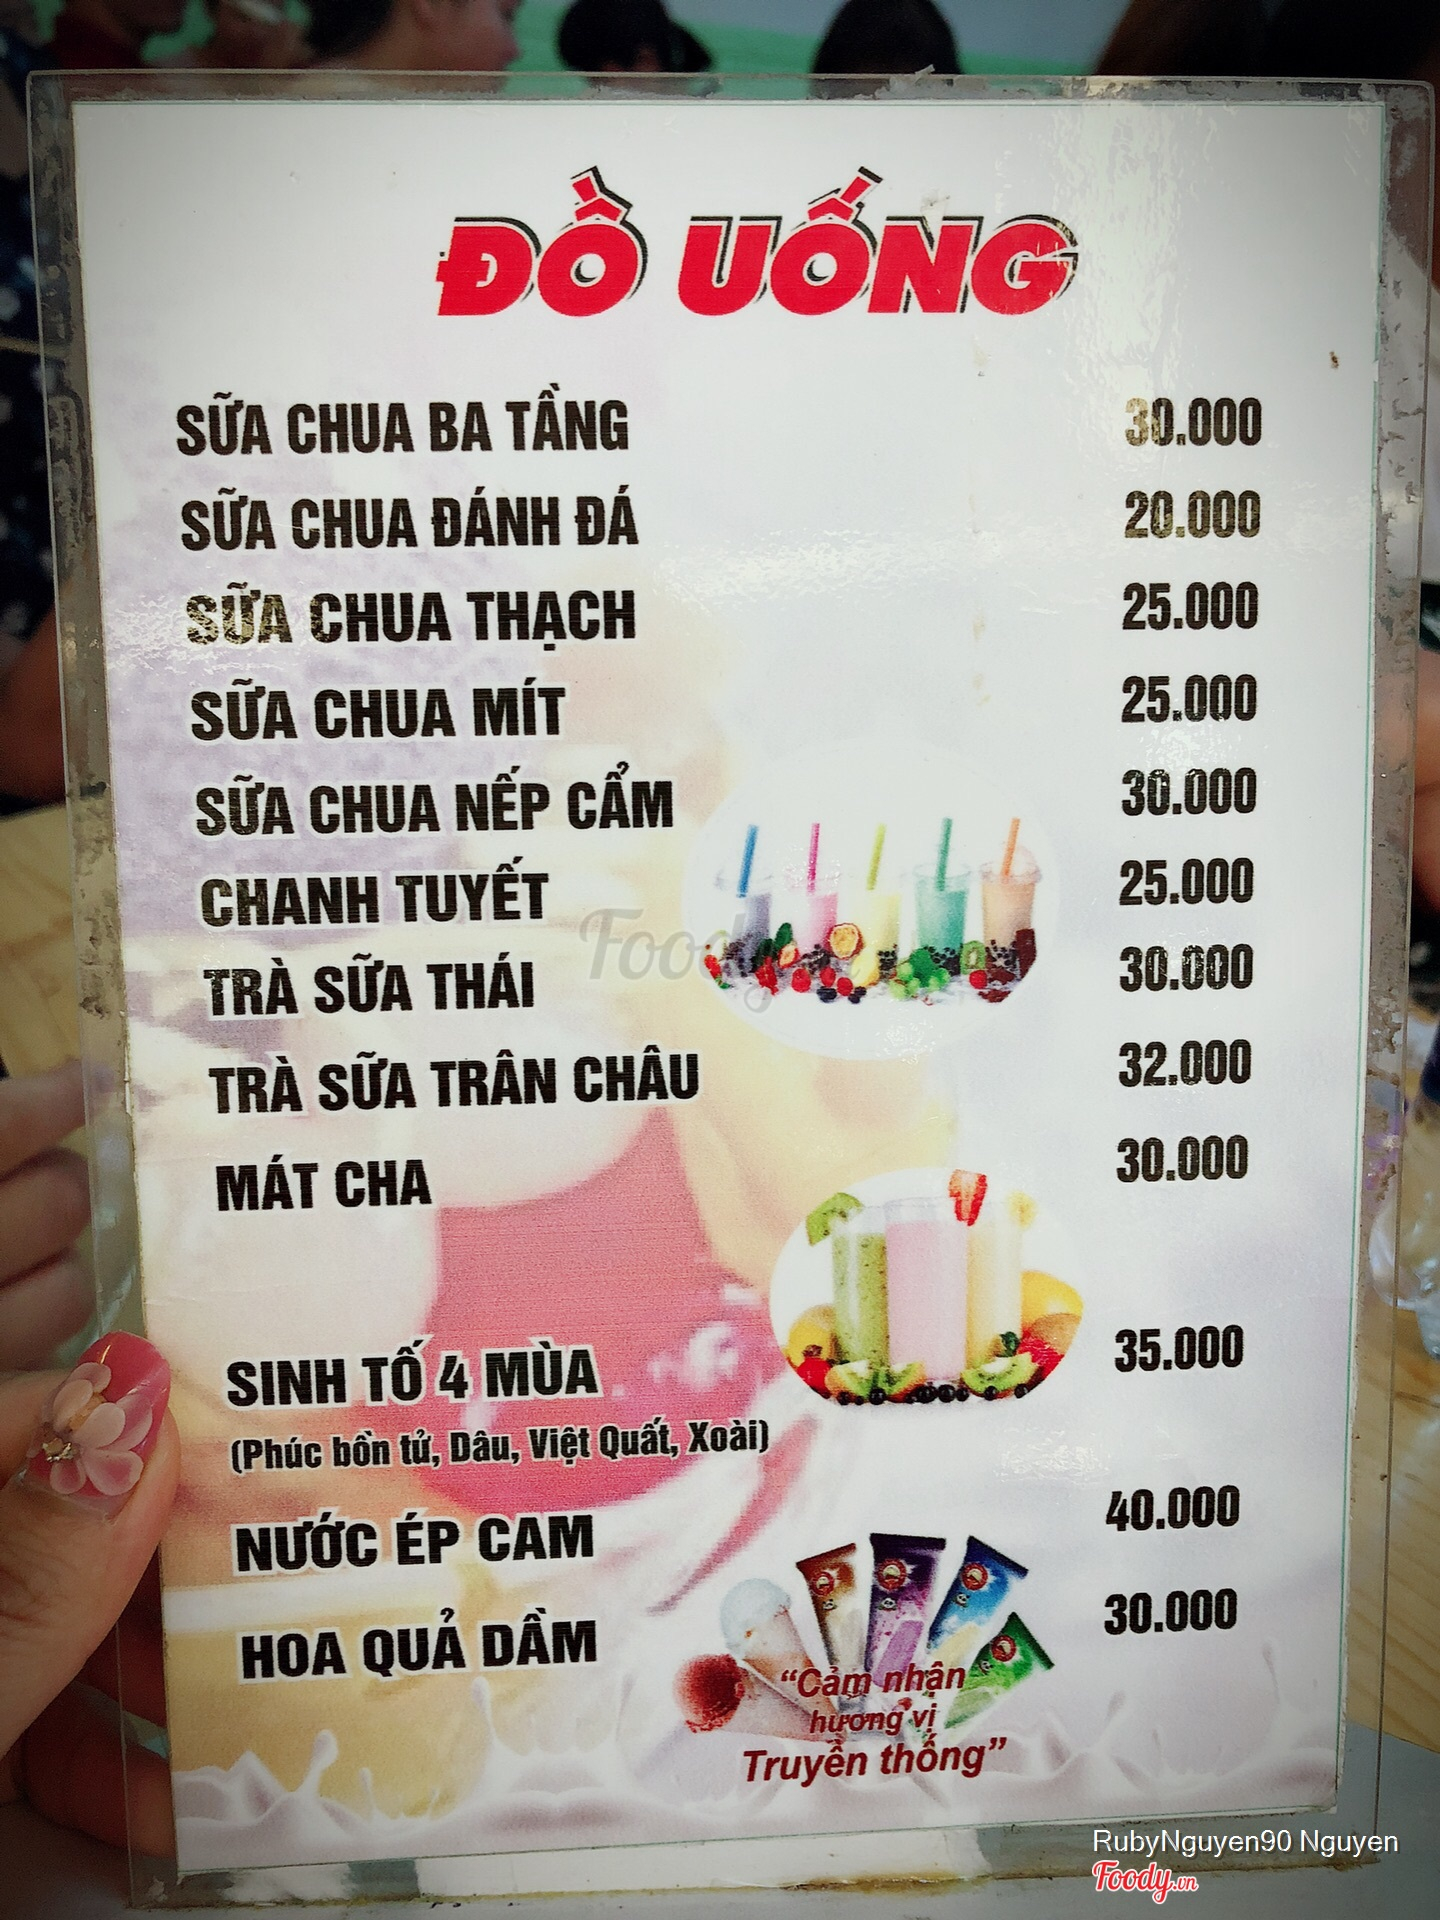 ĐỒ UỐNG
SỮA CHUA BA TẦNG 30.000
SỮA CHUA ĐÁNH ĐÁ 20.000
SỮA CHUA THẠCH 25.000
SỮA CHUA MÍT 25.000
SỮA CHUA NẾP CẨM 30.000
CHANH TUYẾT 25.000
Foody
TRÀ SỮA THÁI 30.000
TRÀ SỮA TRÂN CHÂU 32.000
MÁT CHA 30.000
SINH TỐ 4 MÙA 35.000
(Phúc bồn tử, Dâu, Việt Quất, Xoài)
NƯỚC ÉP CAM 40.000
HOA QUẢ DẦM 30.000
“Cảm nhận
hương vị
Truyền thống”
RubyNguyen90 Nguyen
Foody.vn